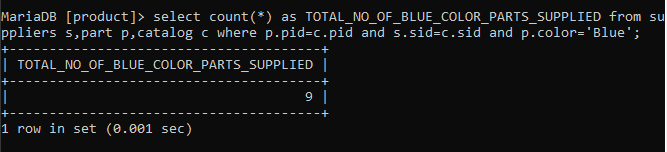 MariaDB [product]> select count(*) as TOTAL_NO_OF_BLUE_COLOR_PARTS_SUPPLIED from su
ppliers s,part p,catalog c where p.pid=c.pid and s.sid=c.sid and p.color='Blue';
+---------------------------------------+
| TOTAL_NO_OF_BLUE_COLOR_PARTS_SUPPLIED |
+---------------------------------------+
|                                     9 |
+---------------------------------------+
1 row in set (0.001 sec)